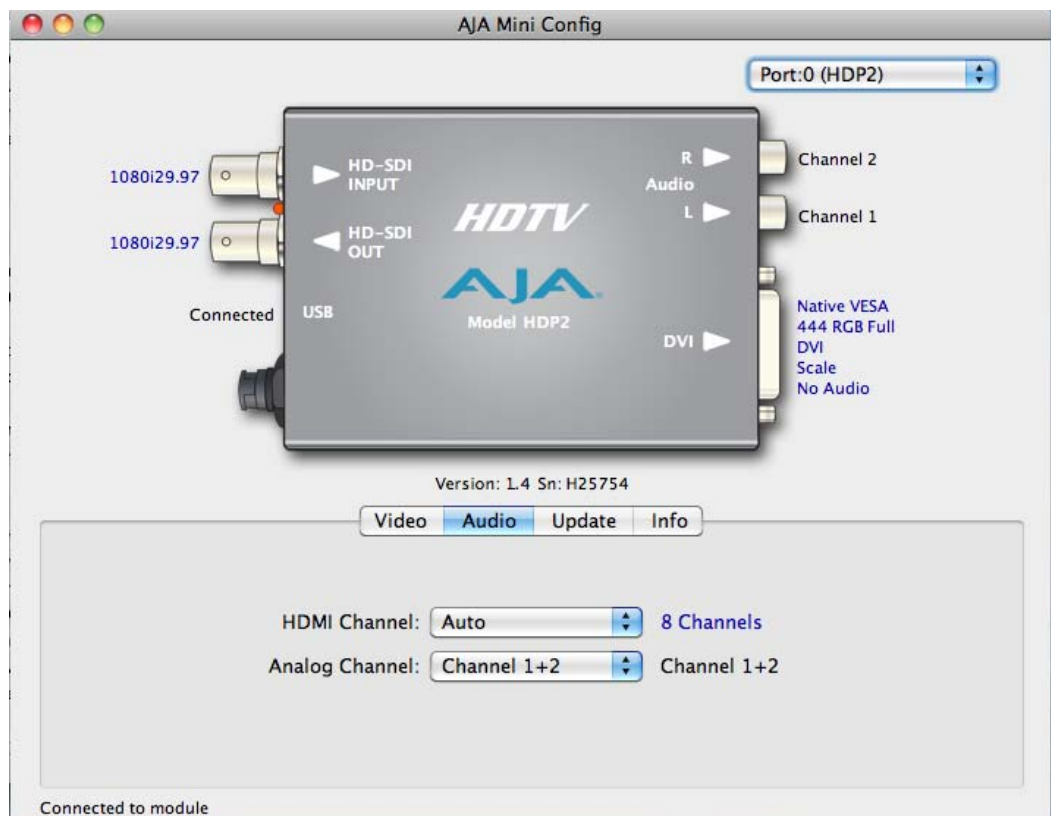 AJA Mini Config
Port:0 (HDP2)
1080i29.97
HD-SDI
INPUT
R
Channel 2
Audio
L
Channel 1
1080i29.97
HD-SDI
OUT
HDTV
AJA
Model HDP2
Connected
USB
DVI
Native VESA
444 RGB Full
DVI
Scale
No Audio
Version: 1.4 Sn: H25754
Video Audio Update Info
HDMI Channel: Auto 8 Channels
Analog Channel: Channel 1+2 Channel 1+2
Connected to module